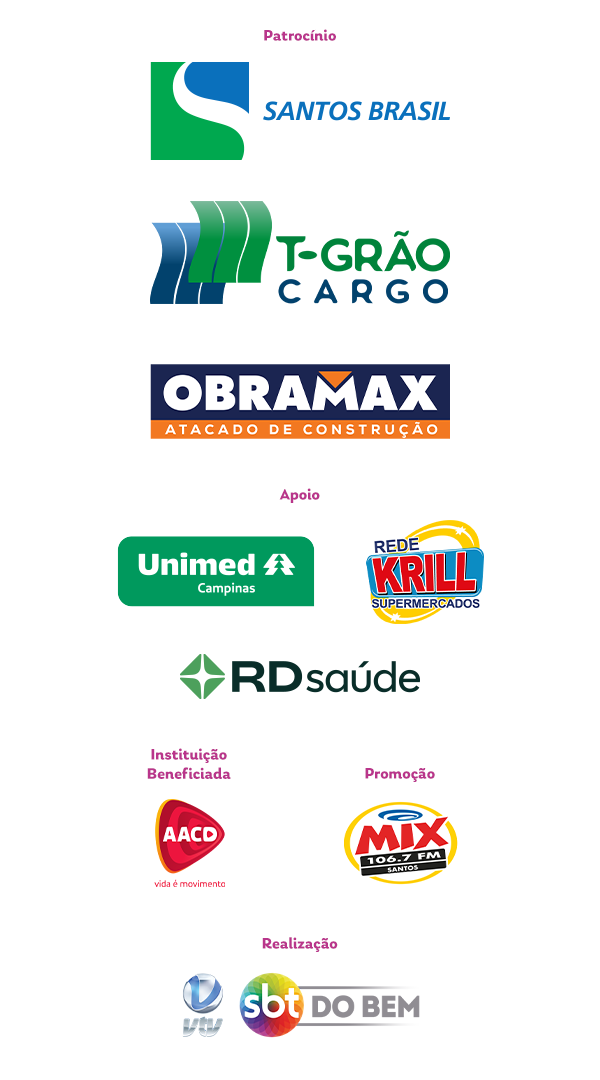 Patrocínio
SANTOS BRASIL
T-GRÃO
CARGO
OBRAMAX
ATACADO DE CONSTRUÇÃO
Apoio
Unimed
Campinas
REDE
KRILL
SUPERMERCADOS
RDsaúde
Instituição
Beneficiada
Promoção
AACD
vida é movimento
MIX
106.7 FM
SANTOS
Realização
vtv
sbt DO BEM